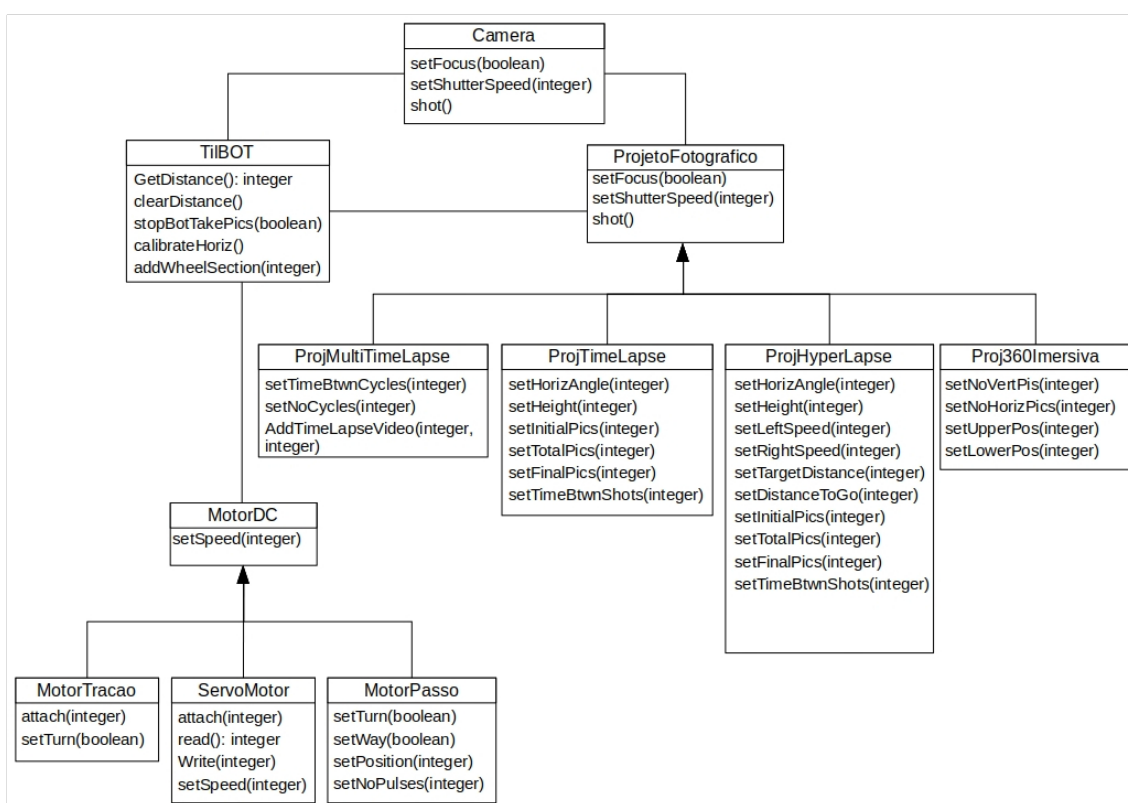 Camera
setFocus(boolean)
setShutterSpeed(integer)
shot()
TilBOT
GetDistance(): integer
clearDistance()
stopBotTakePics(boolean)
calibrateHoriz()
addWheelSection(integer)
ProjetoFotografico
setFocus(boolean)
setShutterSpeed(integer)
shot()
ProjMultiTimeLapse
setTimeBtwnCycles(integer)
setNoCycles(integer)
AddTimeLapseVideo(integer,
integer)
ProjTimeLapse
setHorizAngle(integer)
setHeight(integer)
setInitialPics(integer)
setTotalPics(integer)
setFinalPics(integer)
setTimeBtwnShots(integer)
ProjHyperLapse
setHorizAngle(integer)
setHeight(integer)
setLeftSpeed(integer)
setRightSpeed(integer)
setTargetDistance(integer)
setDistanceToGo(integer)
setInitialPics(integer)
setTotalPics(integer)
setFinalPics(integer)
setTimeBtwnShots(integer)
Proj360Imersiva
setNoVertPis(integer)
setNoHorizPics(integer)
setUpperPos(integer)
setLowerPos(integer)
MotorDC
setSpeed(integer)
MotorTracao
attach(integer)
setTurn(boolean)
ServoMotor
attach(integer)
read(): integer
Write(integer)
setSpeed(integer)
MotorPasso
setTurn(boolean)
setWay(boolean)
setPosition(integer)
setNoPulses(integer)